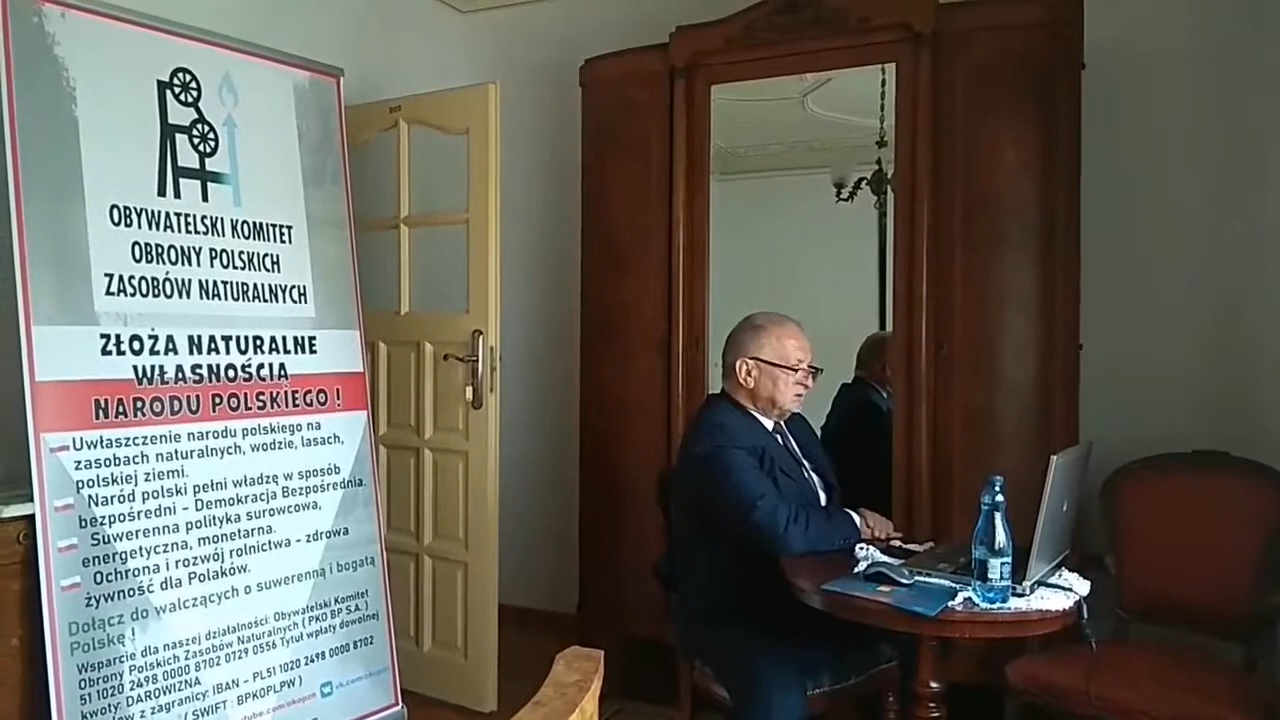 OBYWATELSKI KOMITET
OBRONY POLSKICH
ZASOBÓW NATURALNYCH
ZŁOŻA NATURALNE
WŁASNOŚCIĄ
NARODU POLSKIEGO !
Uwłaszczenie narodu polskiego na
zasobach naturalnych, wodzie, lasach,
polskiej ziemi.
Naród polski pełni władzę w sposób
bezpośredni – Demokracja Bezpośrednia.
Suwerenna polityka surowcowa,
energetyczna, monetarna.
Ochrona i rozwój rolnictwa – zdrowa
żywność dla Polaków.
Dołącz do walczących o suwerenną i bogatą
Polskę !
Wsparcie dla naszej działalności: Obywatelski Komitet
Obrony Polskich Zasobów Naturalnych ( PKO BP S.A. )
51 1020 2498 0000 8702 0729 0556 Tytuł wpłaty dowolnej
kwoty: DAROWIZNA
z zagranicy: IBAN – PL51 1020 2498 0000 8702
( SWIFT : BPKOPLPW )
vk.com/okopzn